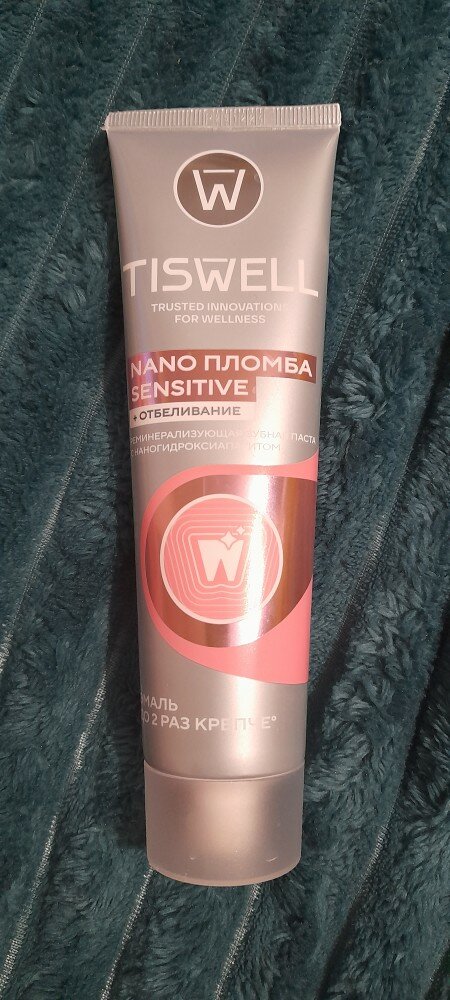 W
TISWELL
TRUSTED INNOVATIONS
FOR WELLNESS
NANO ПЛОМБА
SENSITIVE
+ ОТБЕЛИВАНИЕ
РЕМИНЕРАЛИЗУЮЩАЯ ЗУБНАЯ ПАСТА
С НАНОГИДРОКСИАПАТИТОМ
W
ЭМАЛЬ
ДО 2 РАЗ КРЕПЧЕ°